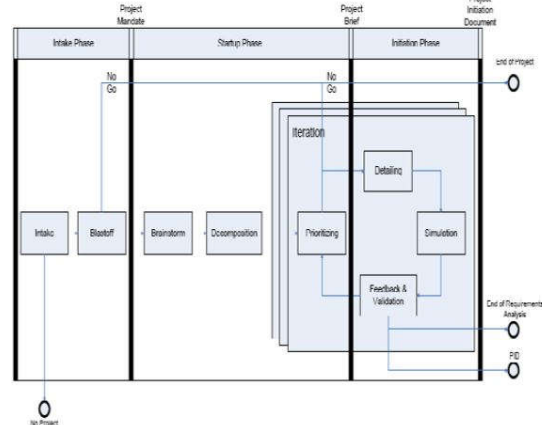 Project
Mandate
Project
Brief
Project
Initiation
Document
Intake Phase
Startup Phase
Initiation Phase
No
Go
No
Go
End of Project
Iteration
Detailing
Intake
Blastoff
Brainstorm
Decomposition
Prioritizing
Simulation
Feedback &
Validation
End of Requirements
Analysis
PID
No Project